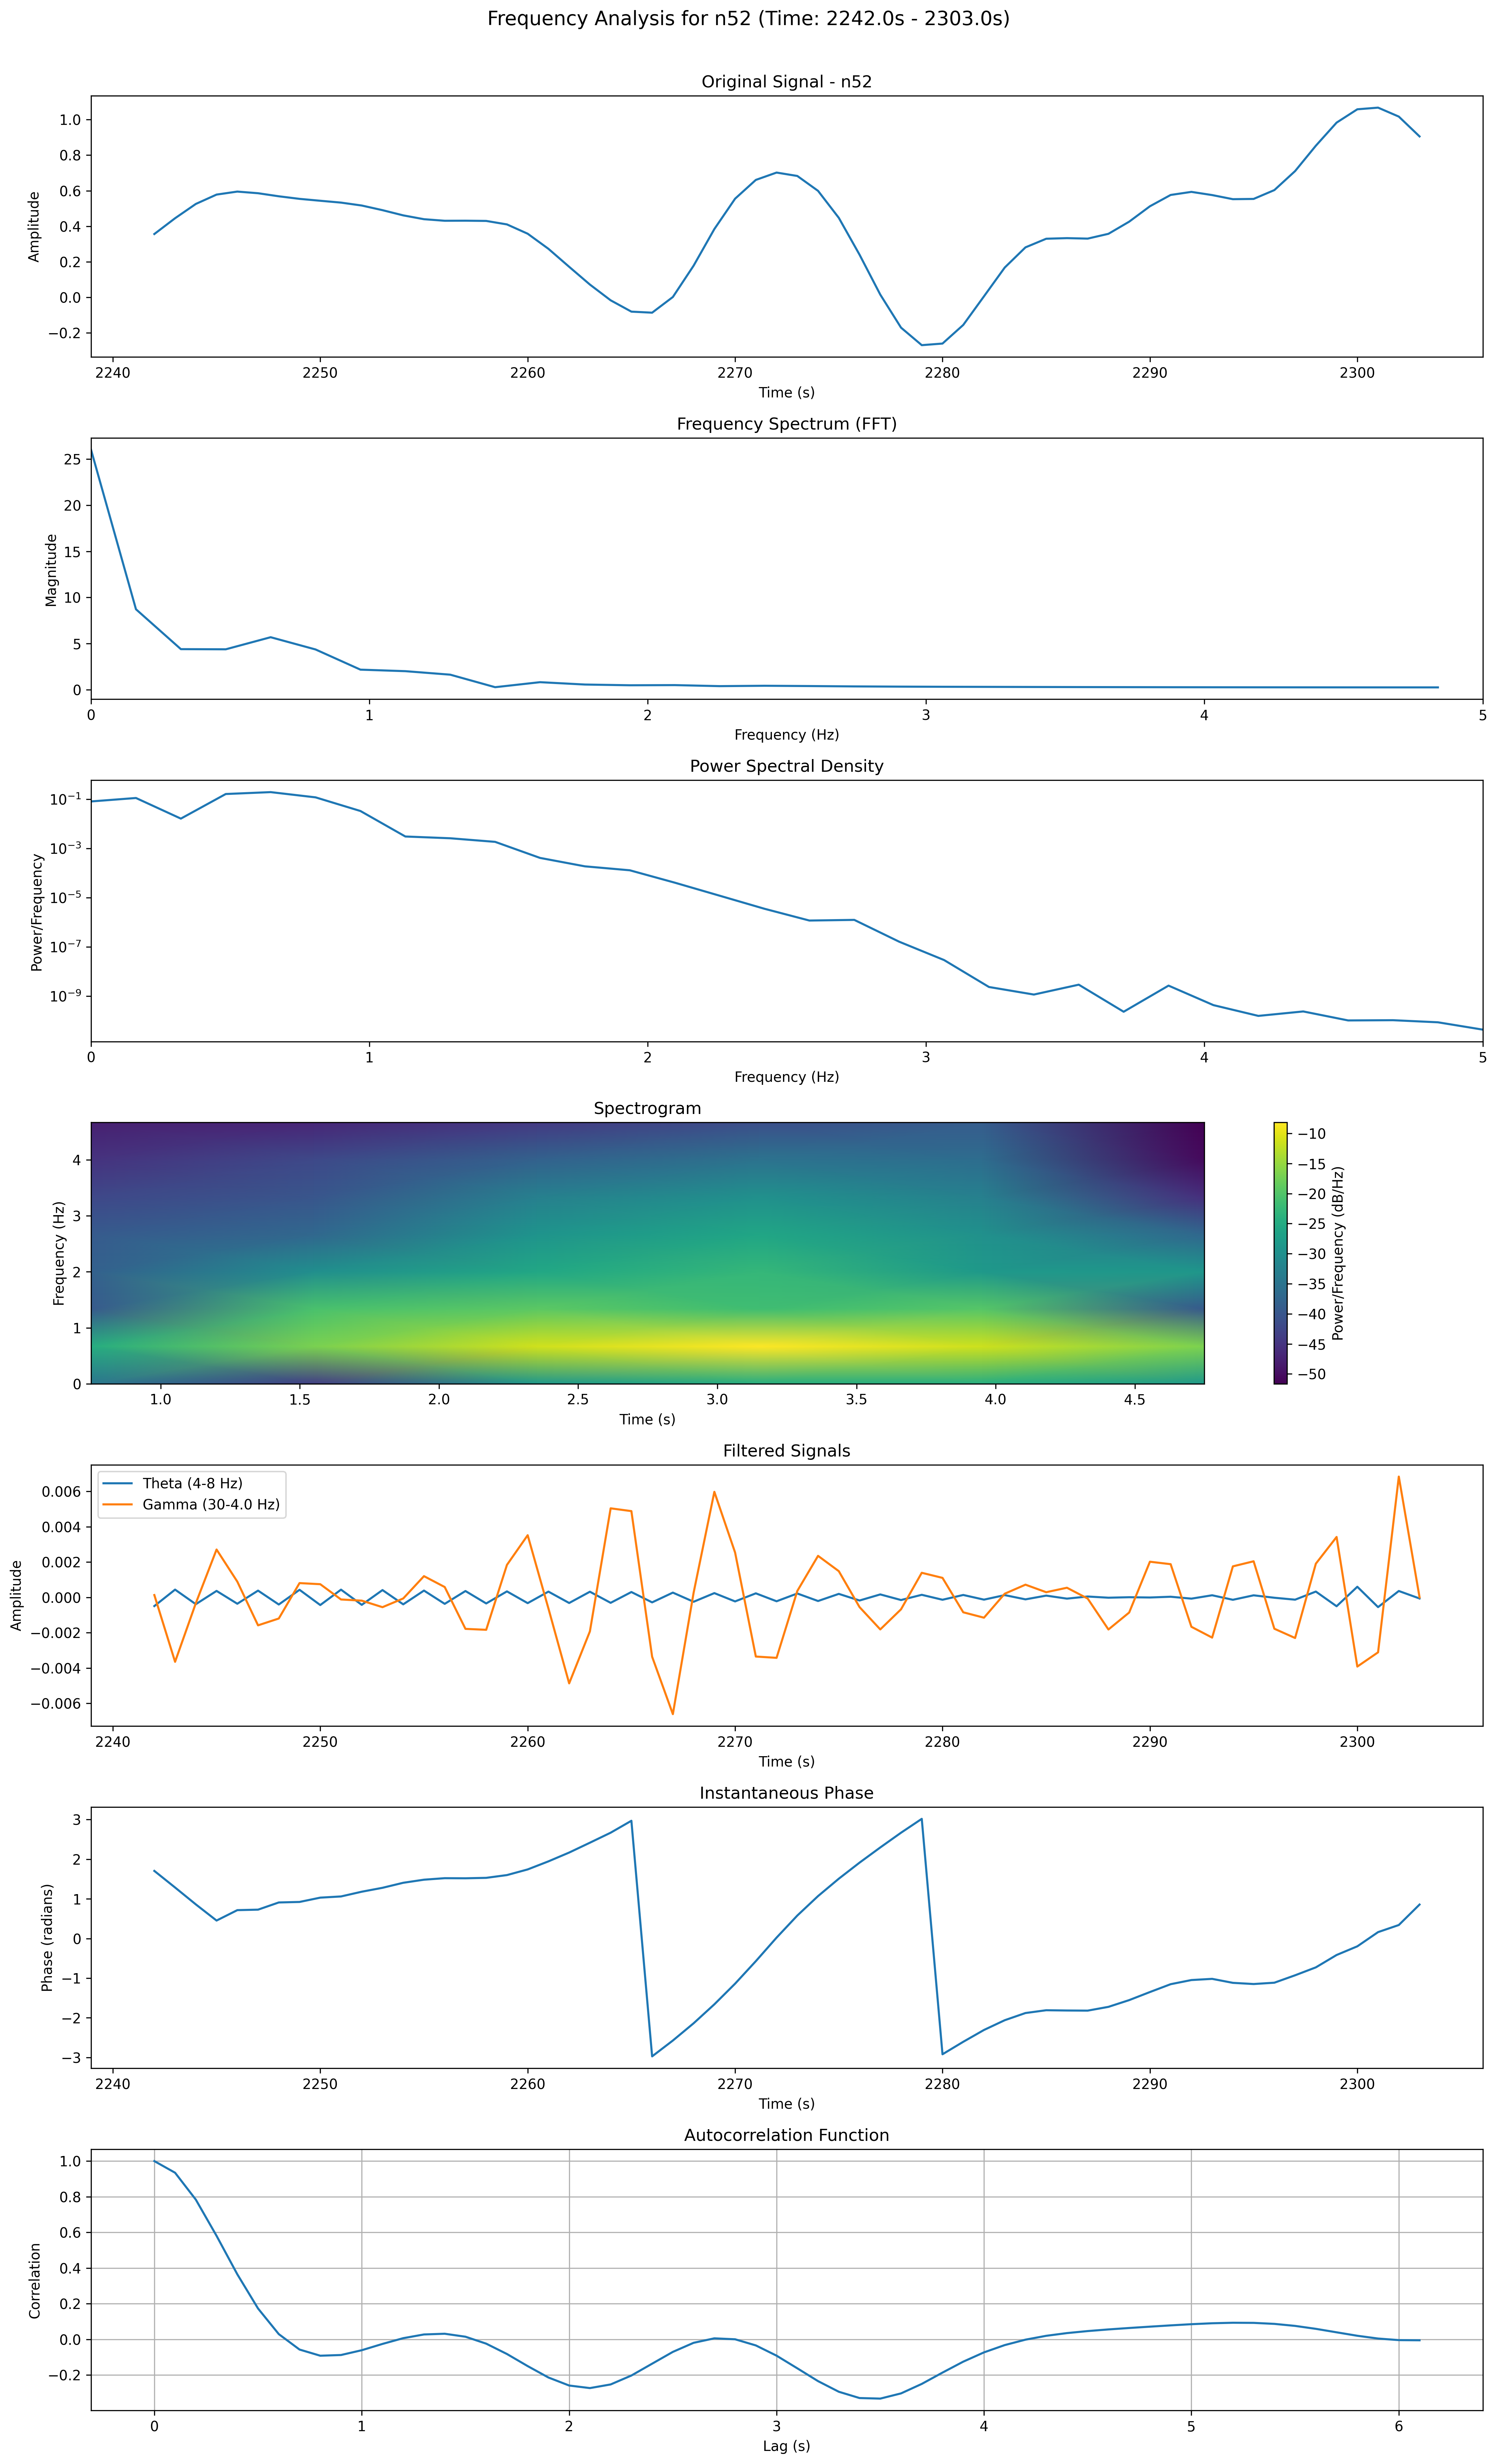 Frequency Analysis for n52 (Time: 2242.0s - 2303.0s)
Original Signal - n52
1.0
0.8
0.6
0.4
0.2
0.0
−0.2
Amplitude
2240 2250 2260 2270 2280 2290 2300
Time (s)
Frequency Spectrum (FFT)
25
20
15
10
5
0
Magnitude
0 1 2 3 4 5
Frequency (Hz)
Power Spectral Density
10⁻¹
10⁻³
10⁻⁵
10⁻⁷
10⁻⁹
Power/Frequency
0 1 2 3 4 5
Frequency (Hz)
Spectrogram
4
3
2
1
0
Frequency (Hz)
1.0 1.5 2.0 2.5 3.0 3.5 4.0 4.5
Time (s)
−10
−15
−20
−25
−30
−35
−40
−45
−50
Power/Frequency (dB/Hz)
Filtered Signals
Theta (4-8 Hz)
Gamma (30-4.0 Hz)
0.006
0.004
0.002
0.000
−0.002
−0.004
−0.006
Amplitude
2240 2250 2260 2270 2280 2290 2300
Time (s)
Instantaneous Phase
3
2
1
0
−1
−2
−3
Phase (radians)
2240 2250 2260 2270 2280 2290 2300
Time (s)
Autocorrelation Function
1.0
0.8
0.6
0.4
0.2
0.0
−0.2
Correlation
0 1 2 3 4 5 6
Lag (s)